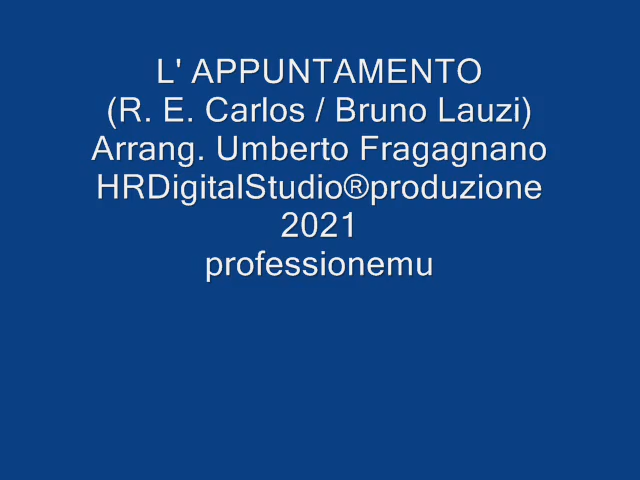 L' APPUNTAMENTO
(R. E. Carlos / Bruno Lauzi)
Arrang. Umberto Fragagnano
HRDigitalStudio®produzione
2021
professionemu